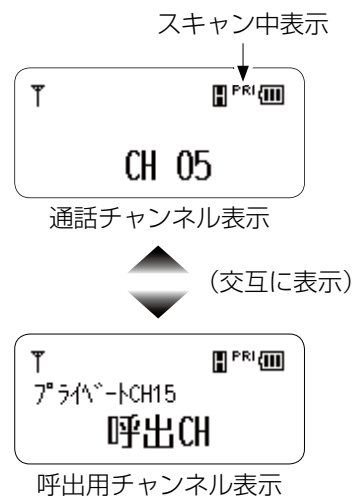 スキャン中表示
H PRI
CH 05
通話チャンネル表示
(交互に表示)
H PRI
ﾌﾟﾗｲﾍﾞｰﾄCH15
呼出CH
呼出用チャンネル表示